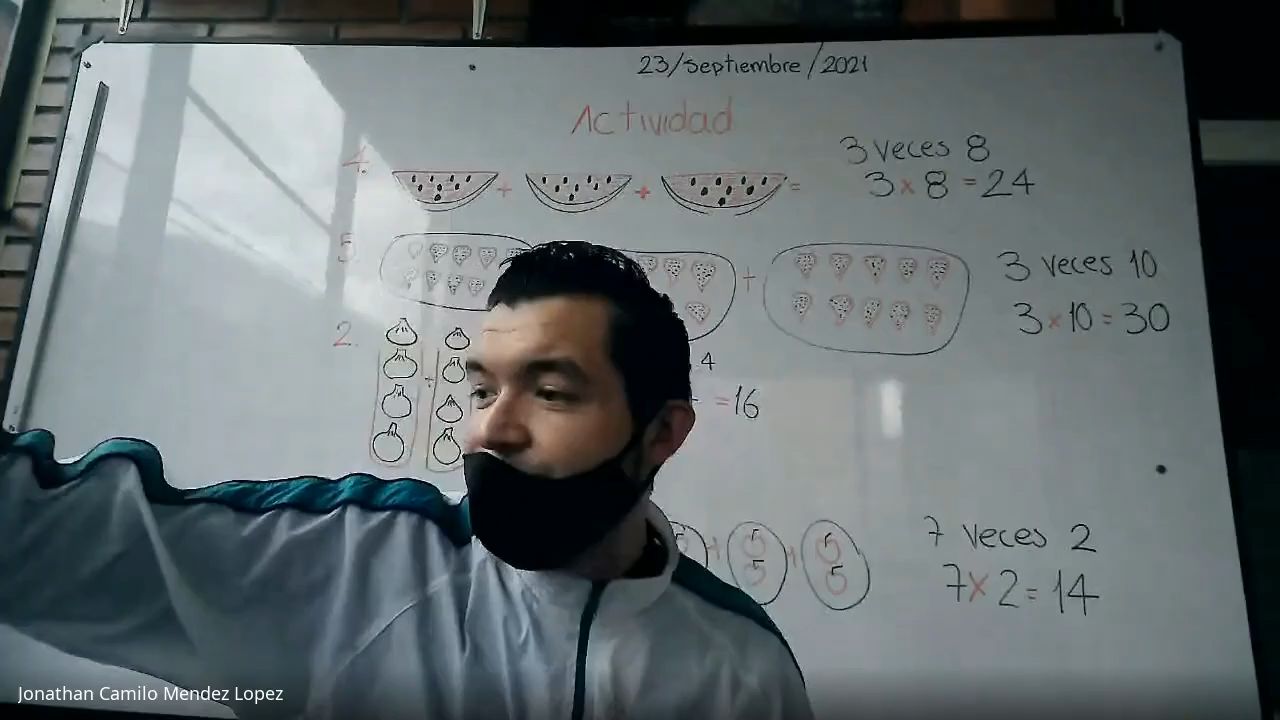 23/Septiembre/2021
Actividad
3 veces 8
4 + + = 3 x 8 = 24
5 + 3 veces 10
3 x 10 = 30
2 + 4
= 16
7 veces 2
7 x 2 = 14
Jonathan Camilo Mendez Lopez